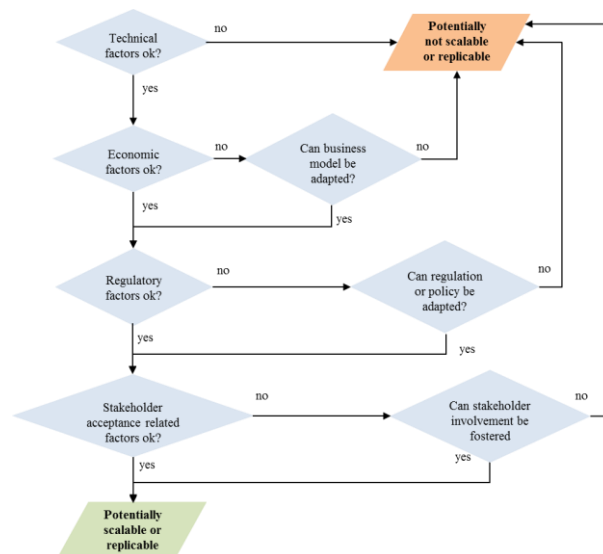 Technical
factors ok?
no
Potentially
not scalable
or replicable
yes
Economic
factors ok?
no
Can business
model be
adapted?
no
yes
yes
Regulatory
factors ok?
no
Can regulation
or policy be
adapted?
no
yes
yes
Stakeholder
acceptance related
factors ok?
no
Can stakeholder
involvement be
fostered
no
yes
yes
Potentially
scalable or
replicable